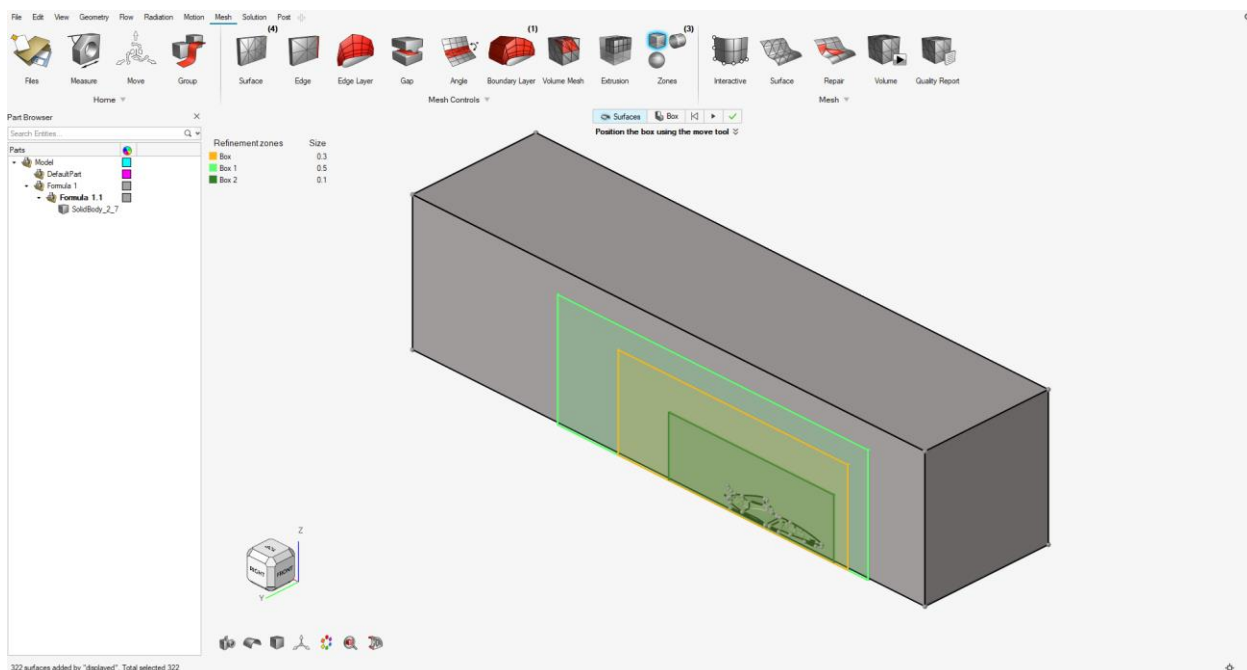 File Edit View Geometry Flow Radiation Motion Mesh Solution Post
(4) (1) (3)
Files Measure Move Group Surface Edge Edge Layer Gap Angle Boundary Layer Volume Mesh Extrusion Zones Interactive Surface Repair Volume Quality Report
Home Mesh Controls Mesh
Part Browser
Surfaces Box
Position the box using the move tool
Search Entities...
Parts
Model
DefaultPart
Formula 1
Formula 1.1
SolidBody_2_7
Refinement zones Size
Box 0.3
Box 1 0.5
Box 2 0.1
Z
RIGHT FRONT
Y
322 surfaces added by "displayed". Total selected 322